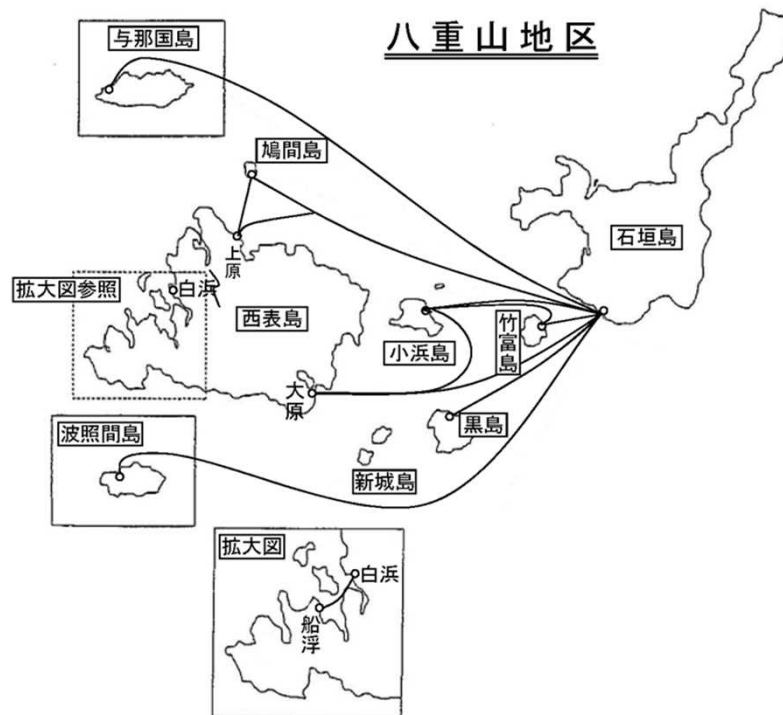 八重山地区
与那国島
鳩間島
石垣島
上原
拡大図参照
白浜
西表島
小浜島
竹富島
大原
黒島
波照間島
新城島
拡大図
白浜
船浮